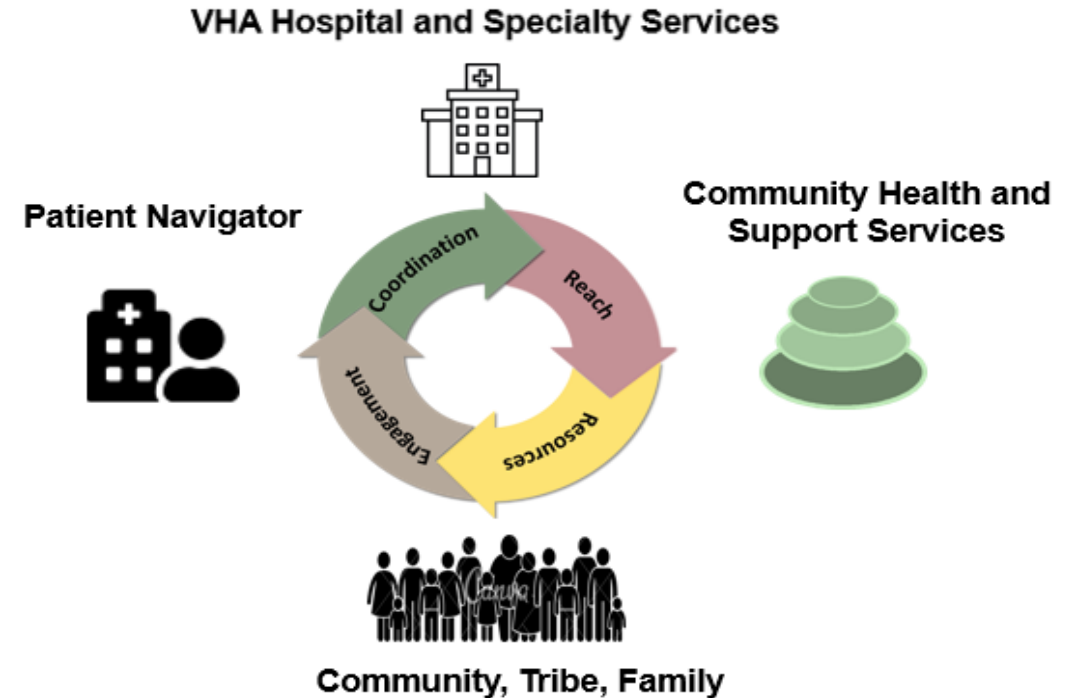 VHA Hospital and Specialty Services
Patient Navigator
Community Health and
Support Services
Coordination
Reach
Engagement
Resources
Canva
Community, Tribe, Family